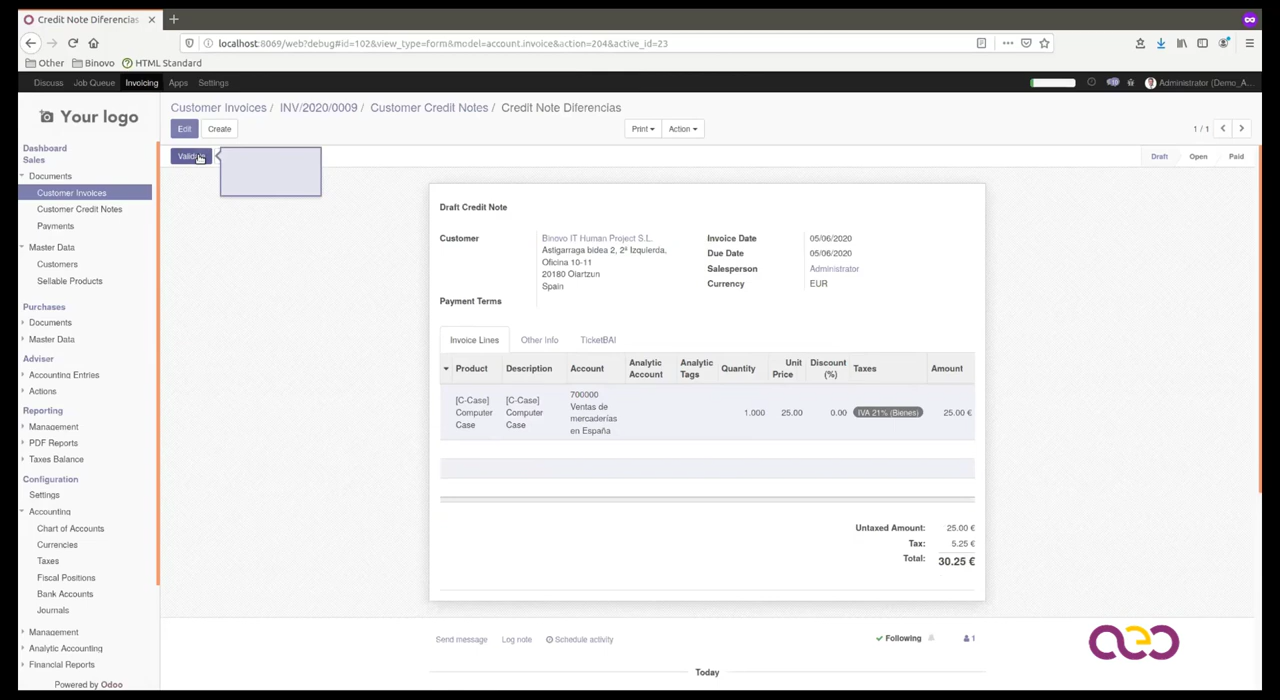 Credit Note Diferencias
localhost:8069/web?debug#id=102&view_type=form&model=account.invoice&action=204&active_id=23
Other Binovo HTML Standard
Discuss Job Queue Invoicing Apps Settings
Administrator (Demo_A...
Your logo
Dashboard
Sales
Documents
Customer Invoices
Customer Credit Notes
Payments
Master Data
Customers
Sellable Products
Purchases
Documents
Master Data
Adviser
Accounting Entries
Actions
Reporting
Management
PDF Reports
Taxes Balance
Configuration
Settings
Accounting
Chart of Accounts
Currencies
Taxes
Fiscal Positions
Bank Accounts
Journals
Management
Analytic Accounting
Financial Reports
Powered by Odoo
Customer Invoices / INV/2020/0009 / Customer Credit Notes / Credit Note Diferencias
Edit Create Print Action 1 / 1
Draft Open Paid
Draft Credit Note
Customer
Binovo IT Human Project S.L.
Astigarraga bidea 2, 2º Izquierda,
Oficina 10-11
20180 Oiartzun
Spain
Payment Terms
Invoice Date 05/06/2020
Due Date 05/06/2020
Salesperson Administrator
Currency EUR
Invoice Lines Other Info TicketBAI
Product Description Account Analytic Account Analytic Tags Quantity Unit Price Discount (%) Taxes Amount
[C-Case] Computer Case [C-Case] Computer Case 700000 Ventas de mercaderías en España 1.000 25.00 0.00 IVA 21% (Bienes) 25.00 €
Untaxed Amount: 25.00 €
Tax: 5.25 €
Total: 30.25 €
Send message Log note Schedule activity Following 1
Today